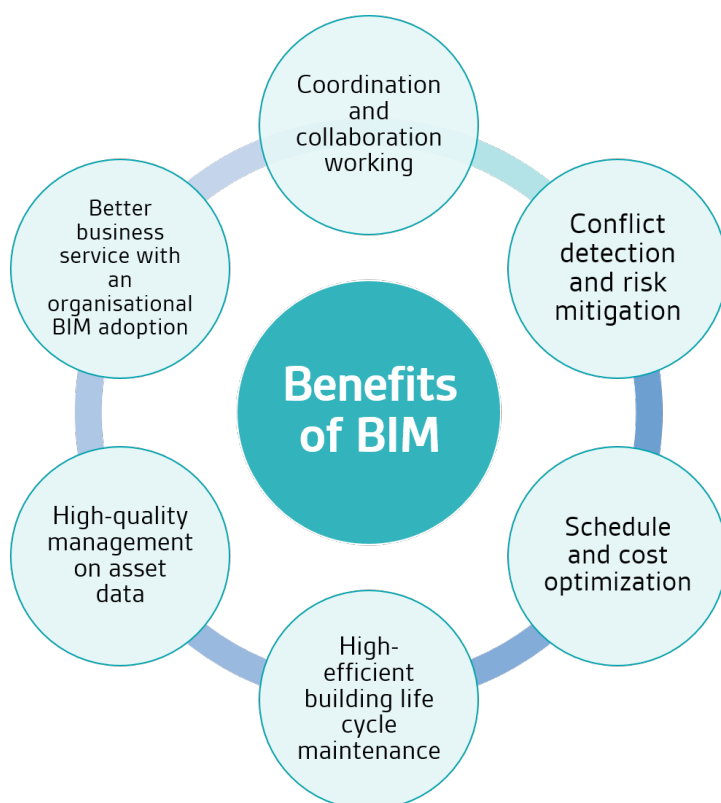 Coordination
and
collaboration
working
Conflict
detection
and risk
mitigation
Schedule
and cost
optimization
High-
efficient
building life
cycle
maintenance
High-quality
management
on asset
data
Better
business
service with
an
organisational
BIM adoption
Benefits
of BIM